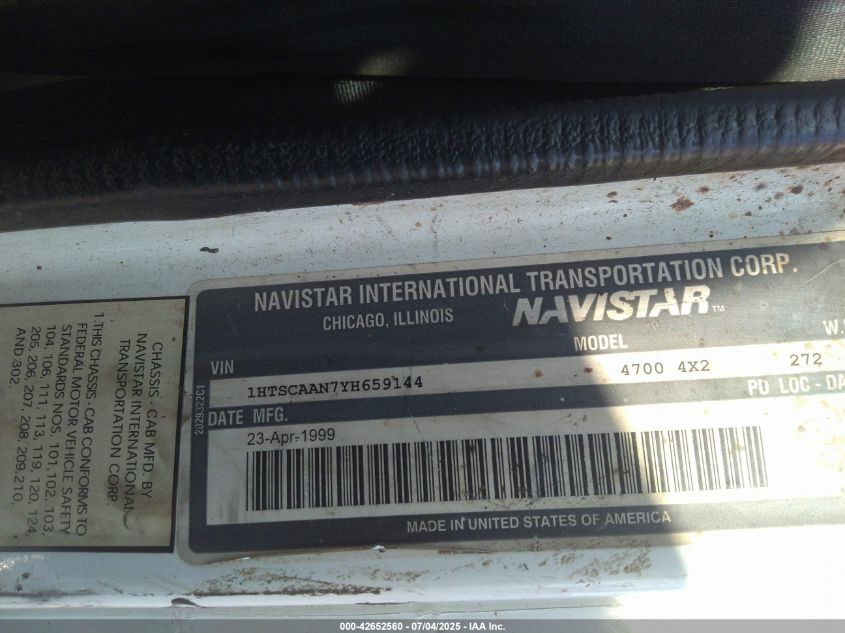 NAVISTAR INTERNATIONAL TRANSPORTATION CORP.
CHICAGO, ILLINOIS
NAVISTAR™
MODEL
VIN
4700 4X2
272
1HTSCAAN7YH659144
PD LOC - DA
DATE MFG.
23-Apr-1999
MADE IN UNITED STATES OF AMERICA
2029322C1
CHASSIS - CAB MFD. BY
NAVISTAR INTERNATIONAL
TRANSPORTATION CORP.
1. THIS CHASSIS - CAB CONFORMS TO
FEDERAL MOTOR VEHICLE SAFETY
STANDARDS NOS. 101, 102, 103,
104, 106, 111, 113, 119, 120, 124,
205, 206, 207, 208, 209, 210,
AND 302.
000-42652560 - 07/04/2025 - IAA Inc.